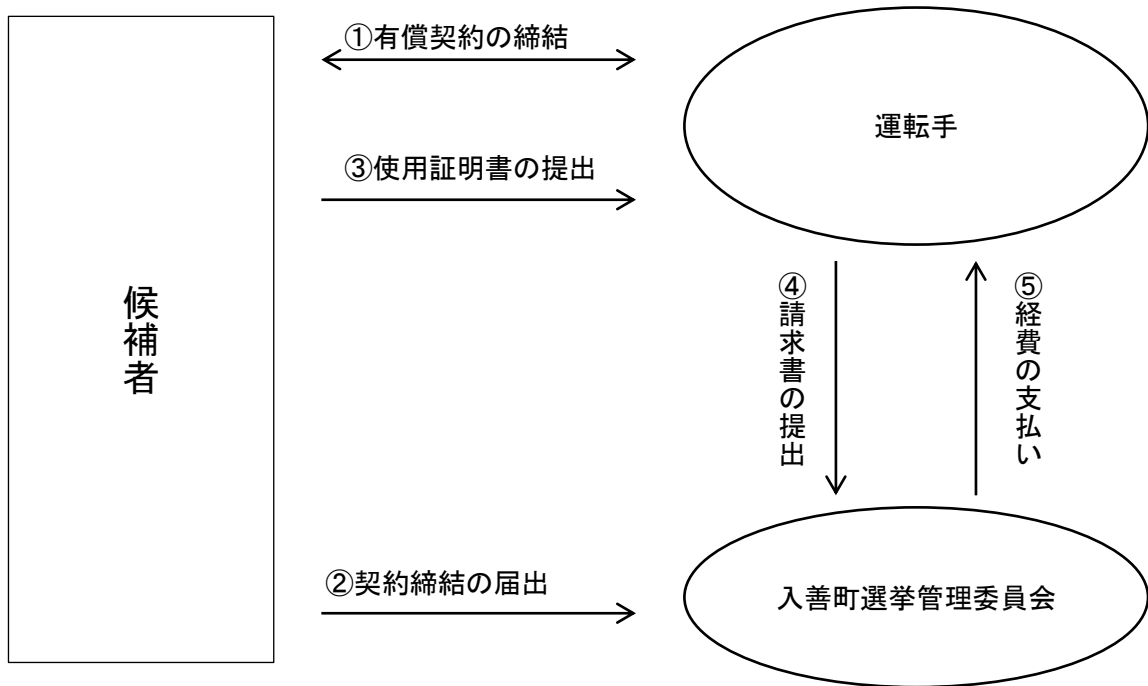 ①有償契約の締結
運転手
③使用証明書の提出
候補者
④請求書の提出
⑤経費の支払い
②契約締結の届出
入善町選挙管理委員会